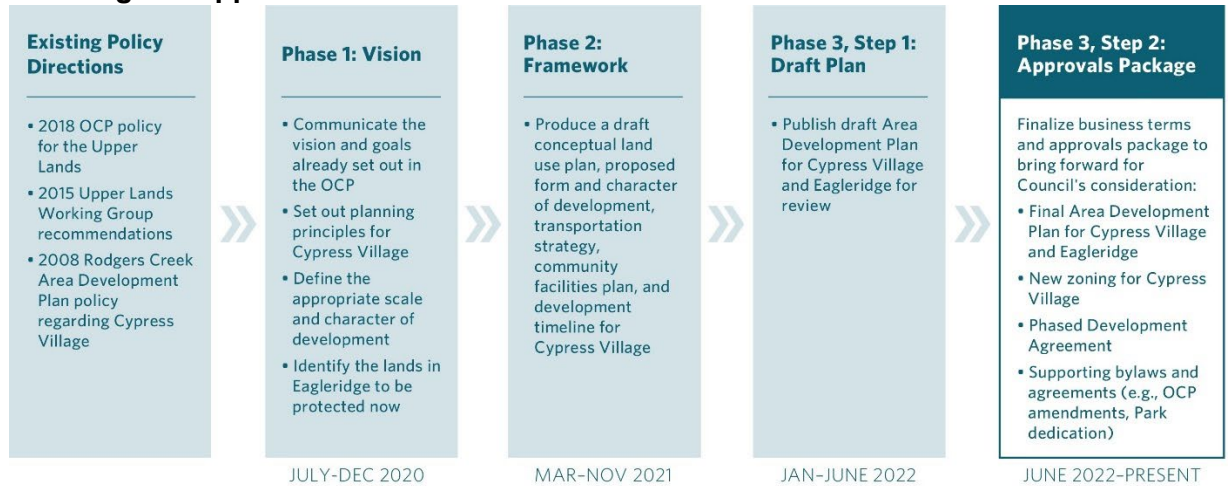 Existing Policy
Directions
• 2018 OCP policy
for the Upper
Lands
• 2015 Upper Lands
Working Group
recommendations
• 2008 Rodgers Creek
Area Development
Plan policy
regarding Cypress
Village
Phase 1: Vision
• Communicate the
vision and goals
already set out in
the OCP
• Set out planning
principles for
Cypress Village
• Define the
appropriate scale
and character of
development
• Identify the lands in
Eagleridge to be
protected now
JULY-DEC 2020
Phase 2:
Framework
• Produce a draft
conceptual land
use plan, proposed
form and character
of development,
transportation
strategy,
community
facilities plan, and
development
timeline for
Cypress Village
MAR-NOV 2021
Phase 3, Step 1:
Draft Plan
• Publish draft Area
Development Plan
for Cypress Village
and Eagleridge for
review
JAN–JUNE 2022
Phase 3, Step 2:
Approvals Package
Finalize business terms
and approvals package to
bring forward for
Council's consideration:
• Final Area Development
Plan for Cypress Village
and Eagleridge
• New zoning for Cypress
Village
• Phased Development
Agreement
• Supporting bylaws and
agreements (e.g., OCP
amendments, Park
dedication)
JUNE 2022–PRESENT